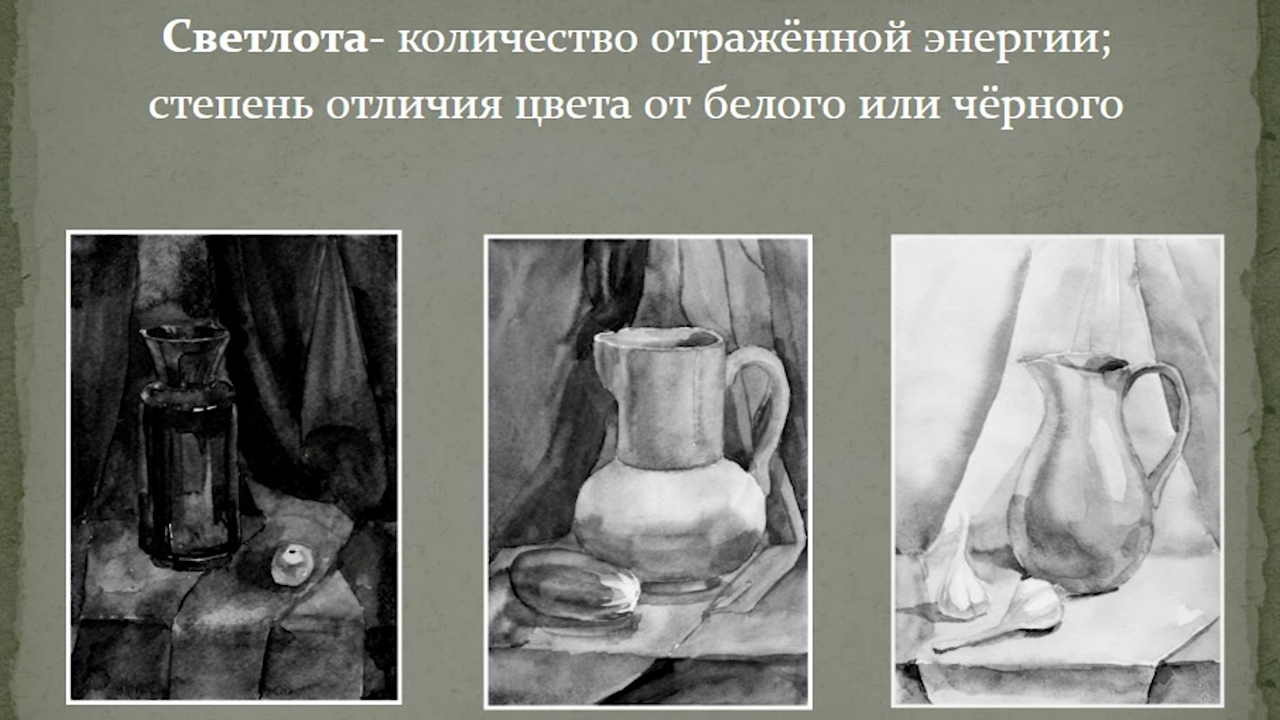 Светлота- количество отражённой энергии;
степень отличия цвета от белого или чёрного